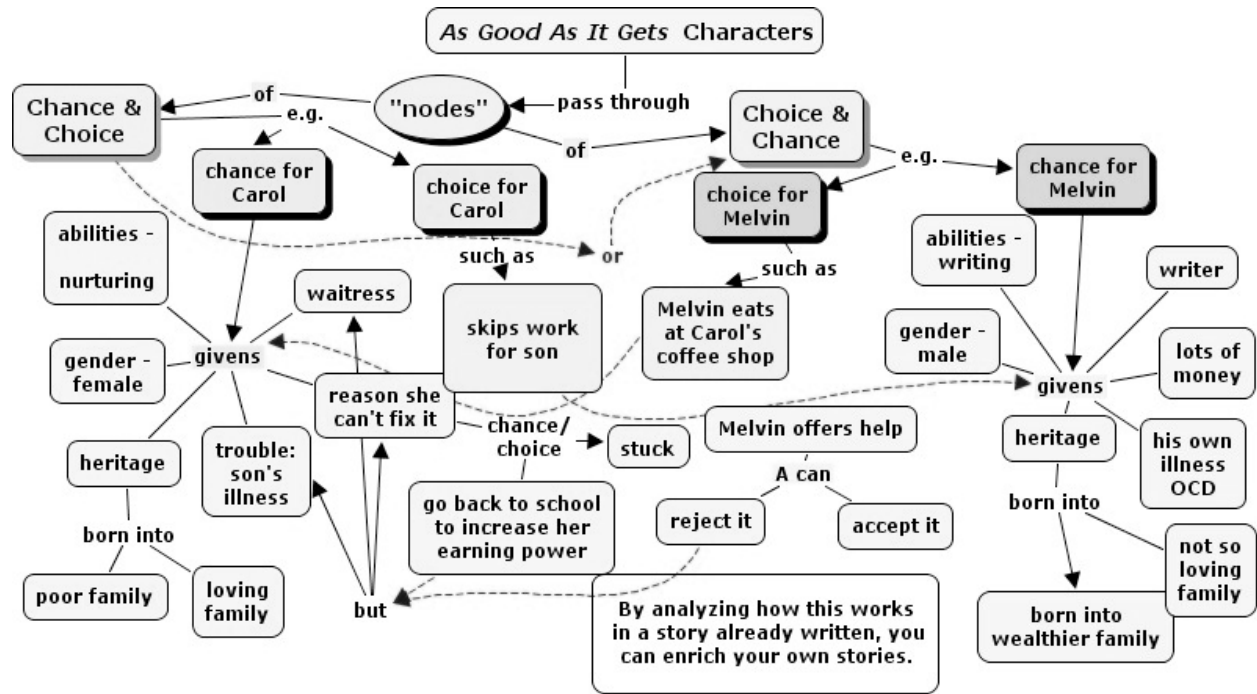 As Good As It Gets Characters
pass through
"nodes"
of
of
Chance &
Choice
e.g.
chance for
Carol
choice for
Carol
Choice &
Chance
e.g.
choice for
Melvin
chance for
Melvin
or
such as
such as
abilities -
nurturing
waitress
skips work
for son
Melvin eats
at Carol's
coffee shop
abilities -
writing
writer
gender -
female
givens
gender -
male
givens
lots of
money
reason she
can't fix it
chance/
choice
stuck
Melvin offers help
heritage
trouble:
son's
illness
heritage
his own
illness
OCD
A can
go back to school
to increase her
earning power
reject it
accept it
born into
born into
poor family
loving
family
but
not so
loving
family
born into
wealthier family
By analyzing how this works
in a story already written, you
can enrich your own stories.